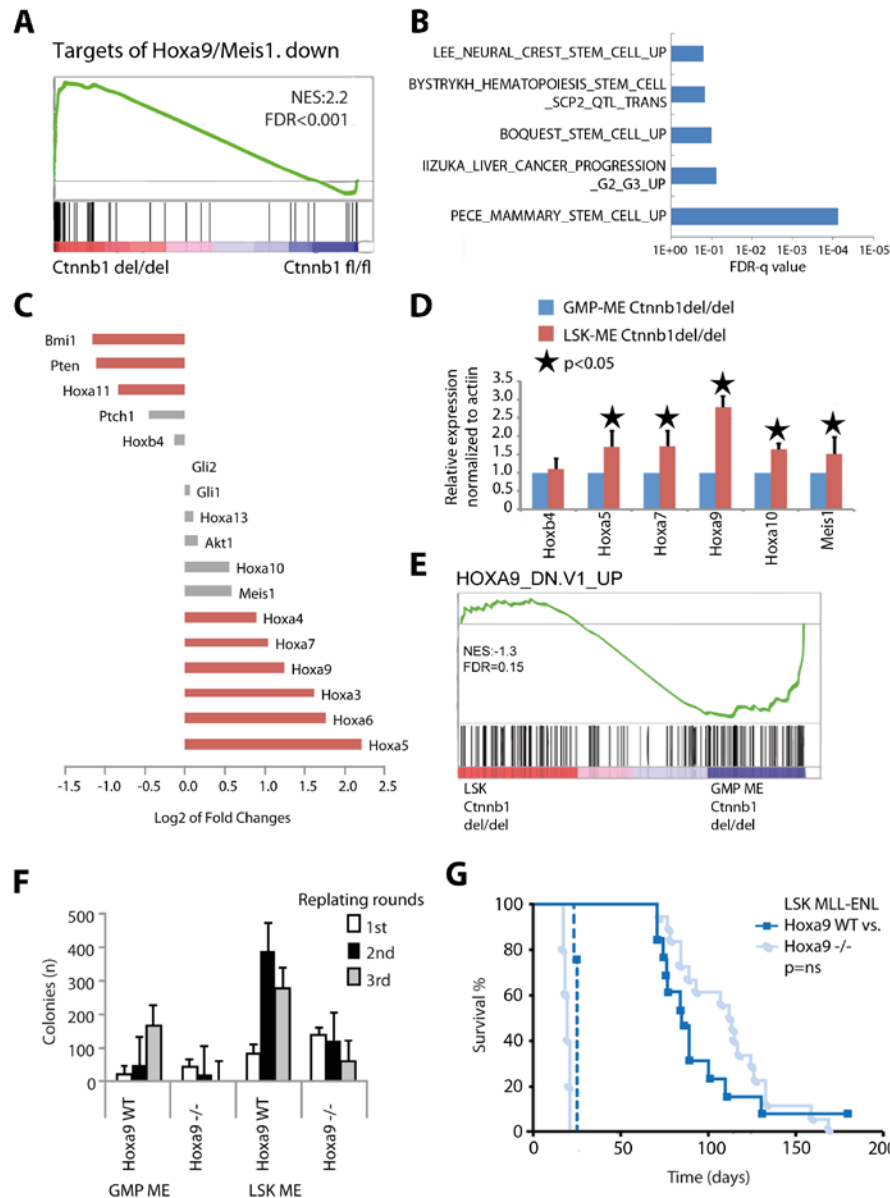 A
Targets of Hoxa9/Meis1. down
NES:2.2
FDR<0.001
Ctnnb1 del/del
Ctnnb1 fl/fl
B
LEE_NEURAL_CREST_STEM_CELL_UP
BYSTRYKH_HEMATOPOIESIS_STEM_CELL
_SCP2_QTL_TRANS
BOQUEST_STEM_CELL_UP
IIZUKA_LIVER_CANCER_PROGRESSION
_G2_G3_UP
PECE_MAMMARY_STEM_CELL_UP
1E+00 1E-01 1E-02 1E-03 1E-04 1E-05
FDR-q value
C
Bmi1
Pten
Hoxa11
Ptch1
Hoxb4
Gli2
Gli1
Hoxa13
Akt1
Hoxa10
Meis1
Hoxa4
Hoxa7
Hoxa9
Hoxa3
Hoxa6
Hoxa5
-1.5 -1.0 -0.5 0.0 0.5 1.0 1.5 2.0 2.5
Log2 of Fold Changes
D
GMP-ME Ctnnb1del/del
LSK-ME Ctnnb1del/del
p<0.05
Relative expression
normalized to actiin
3.5
3.0
2.5
2.0
1.5
1.0
0.5
Hoxb4
Hoxa5
Hoxa7
Hoxa9
Hoxa10
Meis1
E
HOXA9_DN.V1_UP
NES:-1.3
FDR=0.15
LSK
Ctnnb1
del/del
GMP ME
Ctnnb1
del/del
F
Replating rounds
1st
2nd
3rd
Colonies (n)
500
400
300
200
100
0
Hoxa9 WT
Hoxa9 -/-
Hoxa9 WT
Hoxa9 -/-
GMP ME
LSK ME
G
LSK MLL-ENL
Hoxa9 WT vs.
Hoxa9 -/-
p=ns
Survival %
100
80
60
40
20
0
0 50 100 150 200
Time (days)